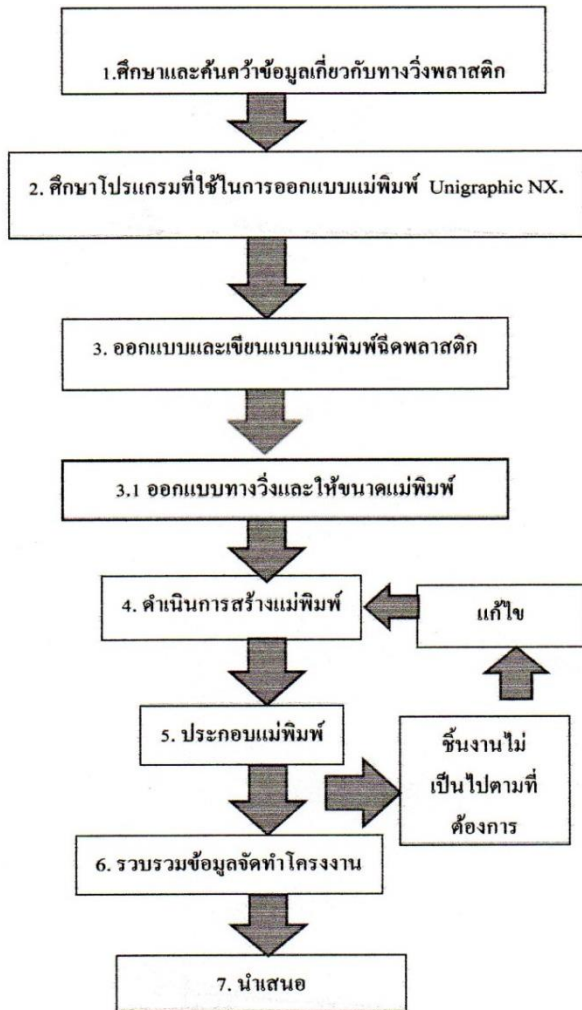 1.ศึกษาและค้นคว้าข้อมูลเกี่ยวกับทางวิ่งพลาสติก
2. ศึกษาโปรแกรมที่ใช้ในการออกแบบแม่พิมพ์ Unigraphic NX.
3. ออกแบบและเขียนแบบแม่พิมพ์ฉีดพลาสติก
3.1 ออกแบบทางวิ่งและให้ขนาดแม่พิมพ์
4. ดำเนินการสร้างแม่พิมพ์
แก้ไข
5. ประกอบแม่พิมพ์
ชิ้นงานไม่
เป็นไปตามที่
ต้องการ
6. รวบรวมข้อมูลจัดทำโครงงาน
7. นำเสนอ